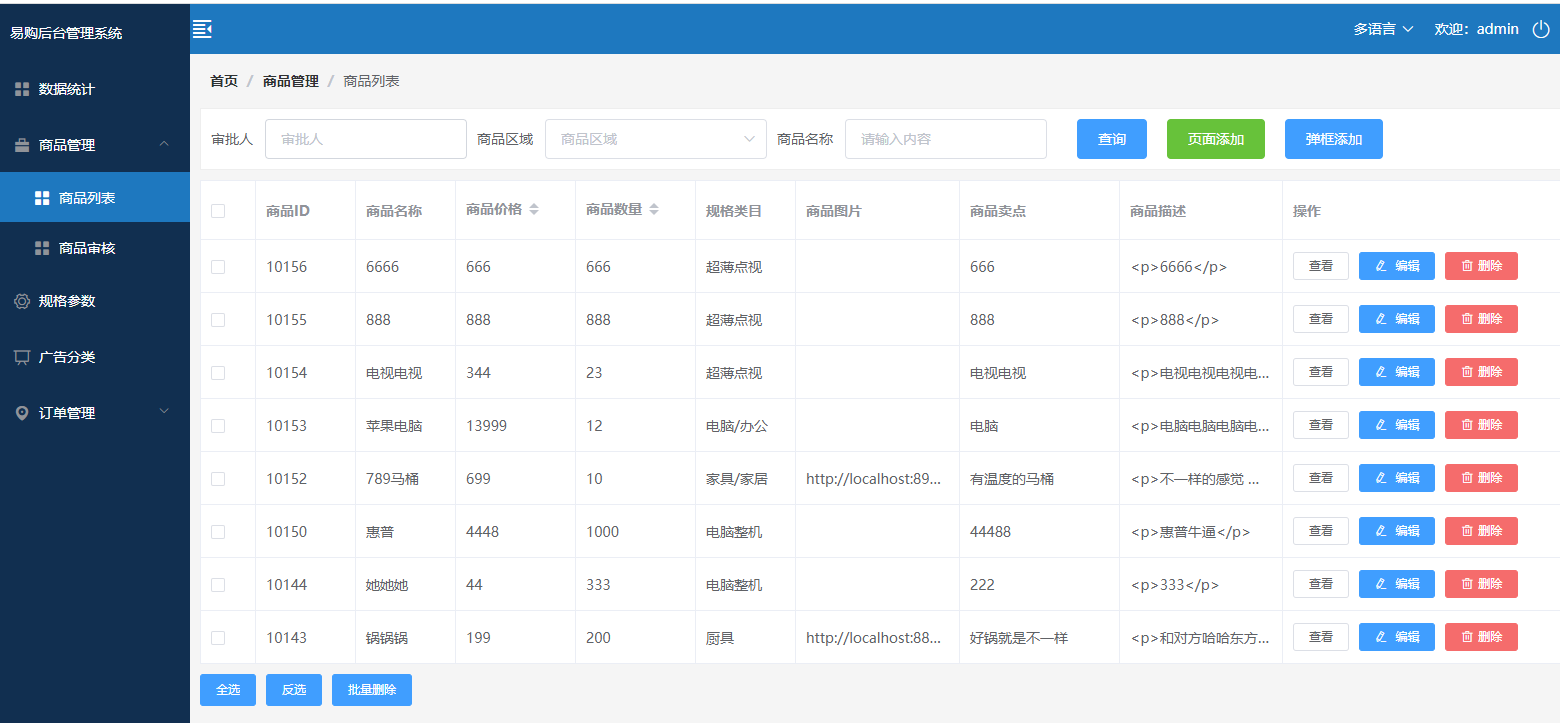 易购后台管理系统
多语言 欢迎：admin
数据统计
商品管理
商品列表
商品审核
规格参数
广告分类
订单管理
首页 / 商品管理 / 商品列表
审批人 审批人 商品区域 商品区域 商品名称 请输入内容 查询 页面添加 弹框添加
商品ID 商品名称 商品价格 商品数量 规格类目 商品图片 商品卖点 商品描述 操作
10156 6666 666 666 超薄点视 666 <p>6666</p> 查看 编辑 删除
10155 888 888 888 超薄点视 888 <p>888</p> 查看 编辑 删除
10154 电视电视 344 23 超薄点视 电视电视 <p>电视电视电视电... 查看 编辑 删除
10153 苹果电脑 13999 12 电脑/办公 电脑 <p>电脑电脑电脑电... 查看 编辑 删除
10152 789马桶 699 10 家具/家居 http://localhost:89... 有温度的马桶 <p>不一样的感觉 ... 查看 编辑 删除
10150 惠普 4448 1000 电脑整机 44488 <p>惠普牛逼</p> 查看 编辑 删除
10144 她她她 44 333 电脑整机 222 <p>333</p> 查看 编辑 删除
10143 锅锅锅 199 200 厨具 http://localhost:88... 好锅就是不一样 <p>和对方哈哈东方... 查看 编辑 删除
全选 反选 批量删除